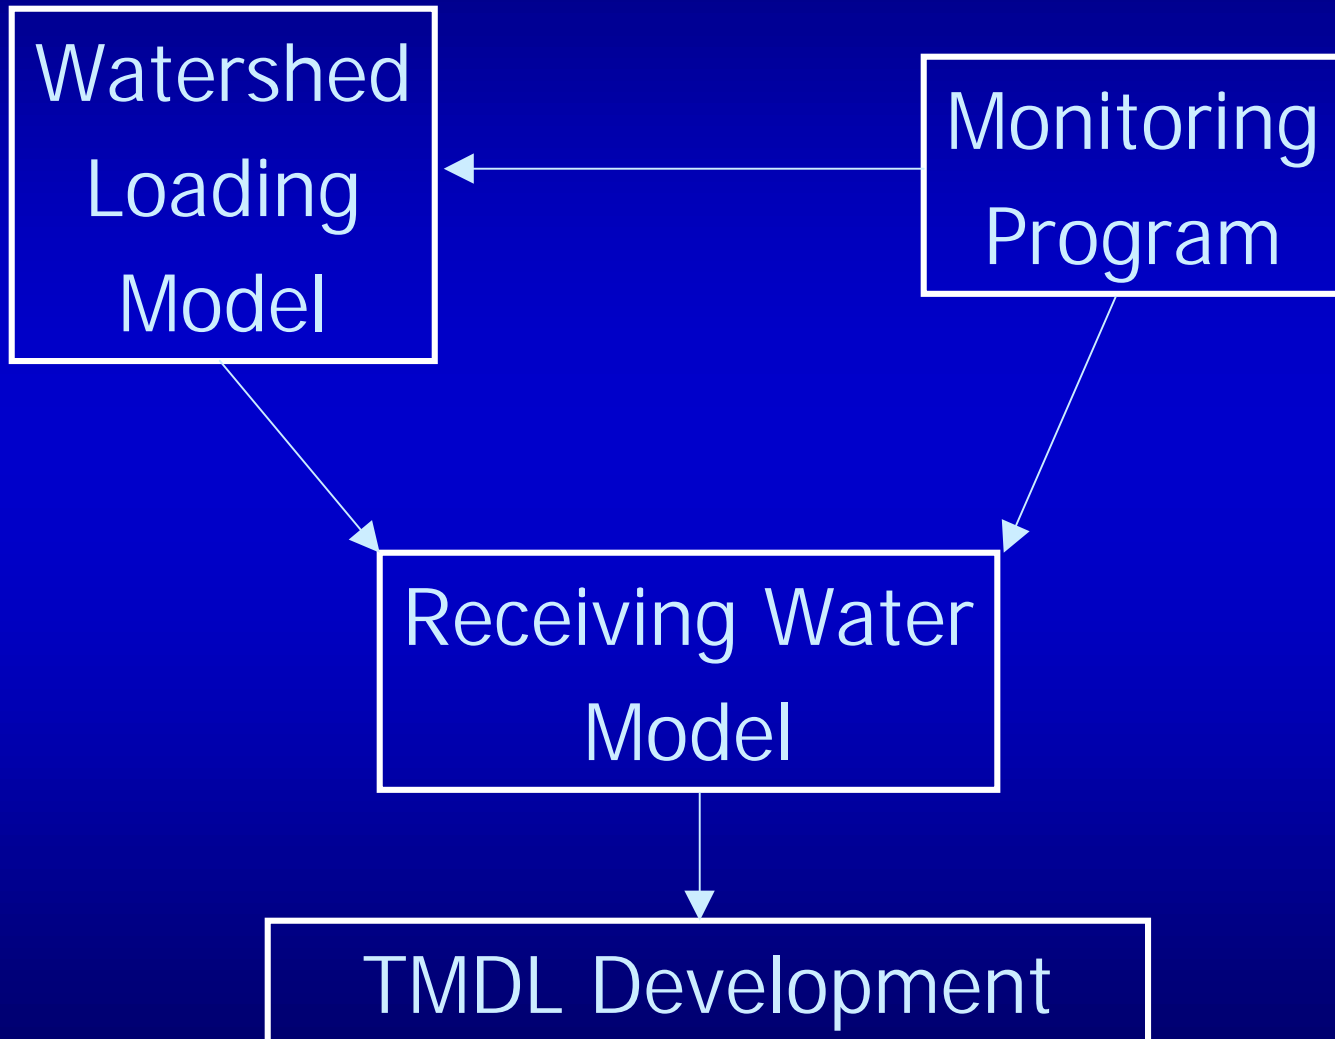 Watershed
Loading
Model
Monitoring
Program
Receiving Water
Model
TMDL Development